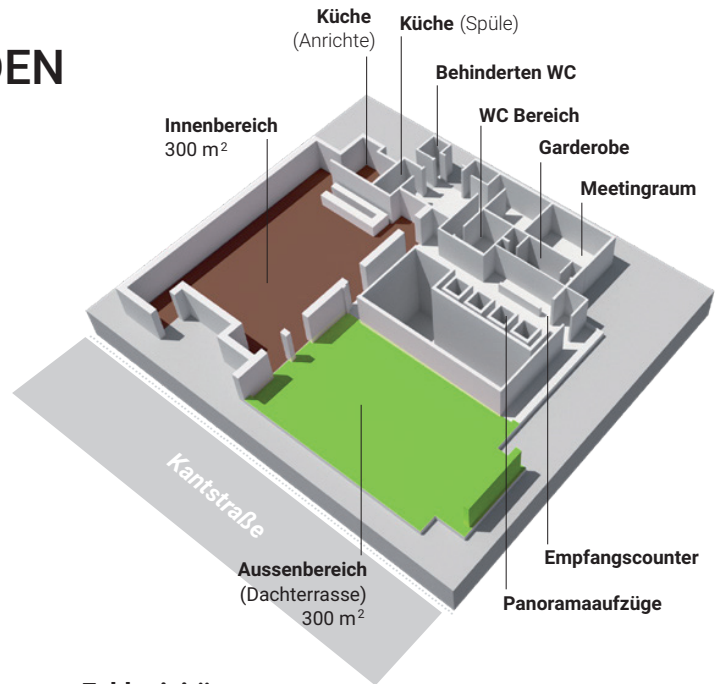 DEN
Küche
(Anrichte)
Küche (Spüle)
Behinderten WC
WC Bereich
Innenbereich
300 m²
Garderobe
Meetingraum
Kantstraße
Aussenbereich
(Dachterrasse)
300 m²
Empfangscounter
Panoramaaufzüge